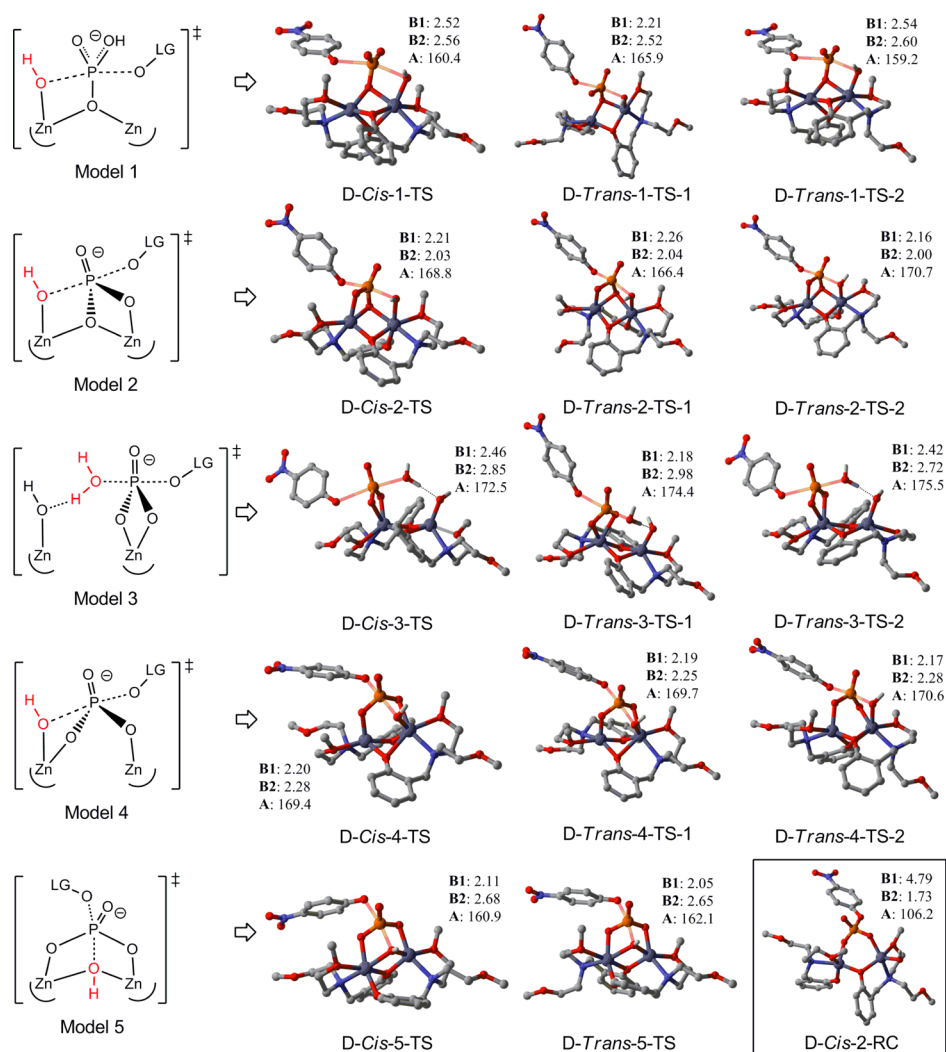 O ⊖ OH LG ‡
P O
H
O
O
Zn Zn
Model 1
B1: 2.52
B2: 2.56
A: 160.4
D-Cis-1-TS
B1: 2.21
B2: 2.52
A: 165.9
D-Trans-1-TS-1
B1: 2.54
B2: 2.60
A: 159.2
D-Trans-1-TS-2
LG ‡
O ⊖ O
H P
O O
O
Zn Zn
Model 2
B1: 2.21
B2: 2.03
A: 168.8
D-Cis-2-TS
B1: 2.26
B2: 2.04
A: 166.4
D-Trans-2-TS-1
B1: 2.16
B2: 2.00
A: 170.7
D-Trans-2-TS-2
O ⊖ LG ‡
H H O P O
H
O O O
Zn Zn
Model 3
B1: 2.46
B2: 2.85
A: 172.5
D-Cis-3-TS
B1: 2.18
B2: 2.98
A: 174.4
D-Trans-3-TS-1
B1: 2.42
B2: 2.72
A: 175.5
D-Trans-3-TS-2
LG ‡
O ⊖ O
H P
O O O
Zn Zn
Model 4
B1: 2.20
B2: 2.28
A: 169.4
D-Cis-4-TS
B1: 2.19
B2: 2.25
A: 169.7
D-Trans-4-TS-1
B1: 2.17
B2: 2.28
A: 170.6
D-Trans-4-TS-2
LG O ⊖ ‡
P O
O O
O
Zn H Zn
Model 5
B1: 2.11
B2: 2.68
A: 160.9
D-Cis-5-TS
B1: 2.05
B2: 2.65
A: 162.1
D-Trans-5-TS
B1: 4.79
B2: 1.73
A: 106.2
D-Cis-2-RC